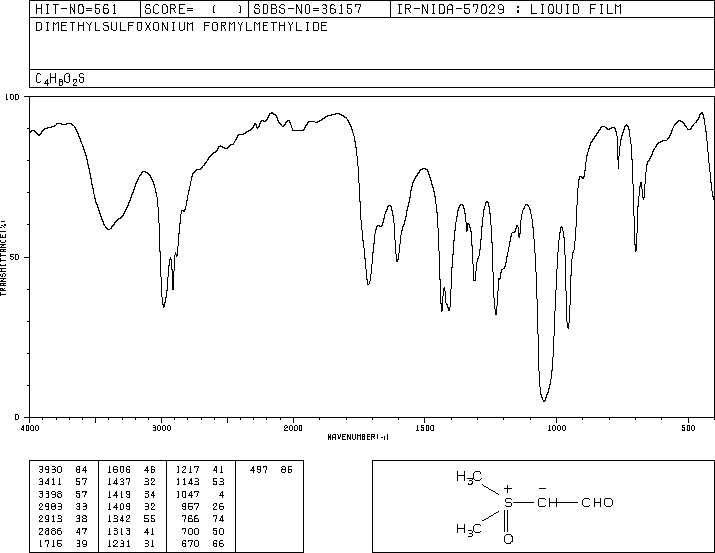 HIT-NO=561 SCORE= ( ) SDBS-NO=36157 IR-NIDA-57029 : LIQUID FILM
DIMETHYLSULFOXONIUM FORMYLMETHYLIDE
C4H8O2S
100
50
0
TRANSMITTANCE(%)
4000 3000 2000 1500 1000 500
WAVENUMBER(-1)
3930 84 1606 46 1217 41 497 86
3411 57 1437 32 1143 53
3398 57 1419 34 1047 4
2983 33 1409 32 957 26
2913 38 1342 55 766 74
2886 47 1313 41 700 50
1715 39 1231 31 670 66
H3C
+ −
S CH CHO
H3C
O